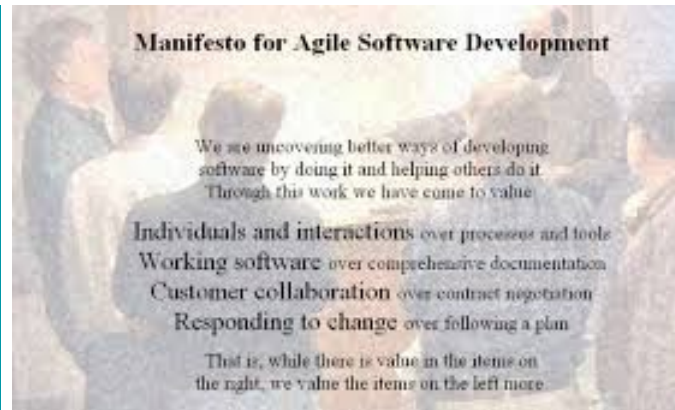 Manifesto for Agile Software Development
We are uncovering better ways of developing
software by doing it and helping others do it
Through this work we have come to value
Individuals and interactions over processes and tools
Working software over comprehensive documentation
Customer collaboration over contract negotiation
Responding to change over following a plan
That is, while there is value in the items on
the right, we value the items on the left more